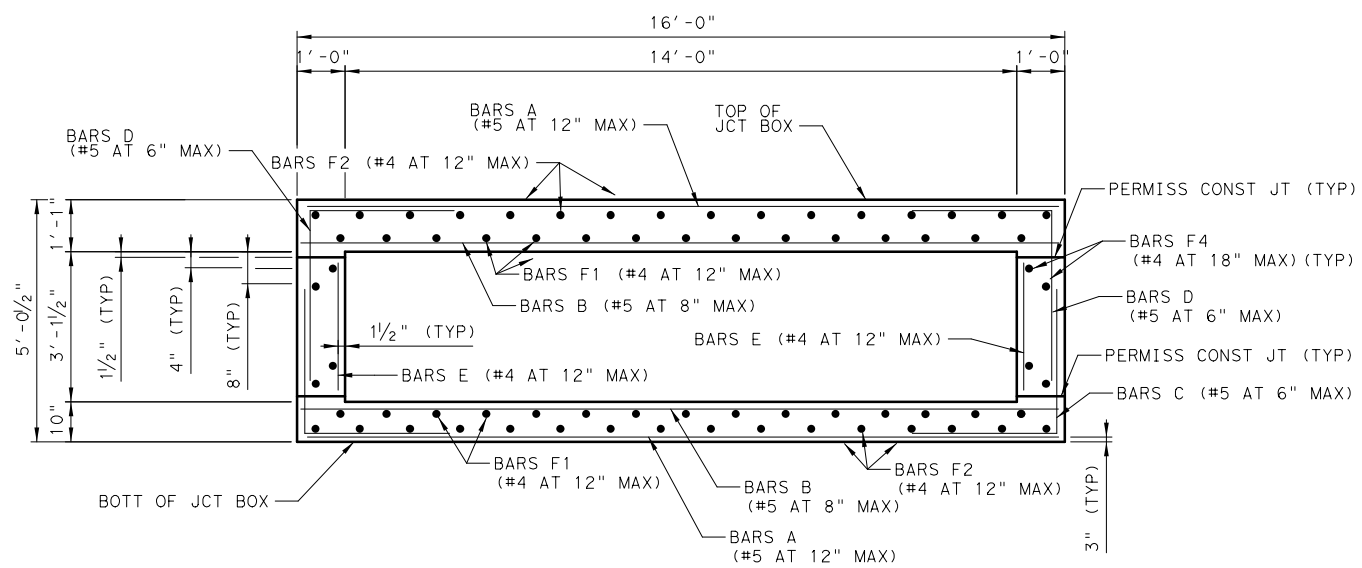 16'-0"
1'-0"
14'-0"
1'-0"
BARS A
(#5 AT 12" MAX)
TOP OF
JCT BOX
BARS D
(#5 AT 6" MAX)
BARS F2 (#4 AT 12" MAX)
PERMISS CONST JT (TYP)
1'-1"
BARS F4
(#4 AT 18" MAX) (TYP)
BARS F1 (#4 AT 12" MAX)
BARS B (#5 AT 8" MAX)
BARS D
(#5 AT 6" MAX)
5'-0½"
3'-1½"
1½" (TYP)
4" (TYP)
8" (TYP)
1½" (TYP)
BARS E (#4 AT 12" MAX)
PERMISS CONST JT (TYP)
BARS E (#4 AT 12" MAX)
BARS C (#5 AT 6" MAX)
10"
BARS F1
(#4 AT 12" MAX)
BARS F2
(#4 AT 12" MAX)
BOTT OF JCT BOX
BARS B
(#5 AT 8" MAX)
3" (TYP)
BARS A
(#5 AT 12" MAX)